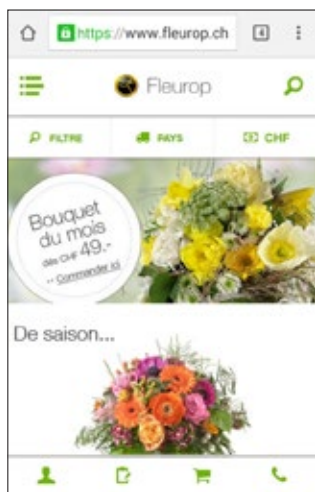 https://www.fleurop.ch 4
Fleurop
FILTRE PAYS CHF
Bouquet
du mois
dès CHF 49.-
›› Commander ici
De saison...